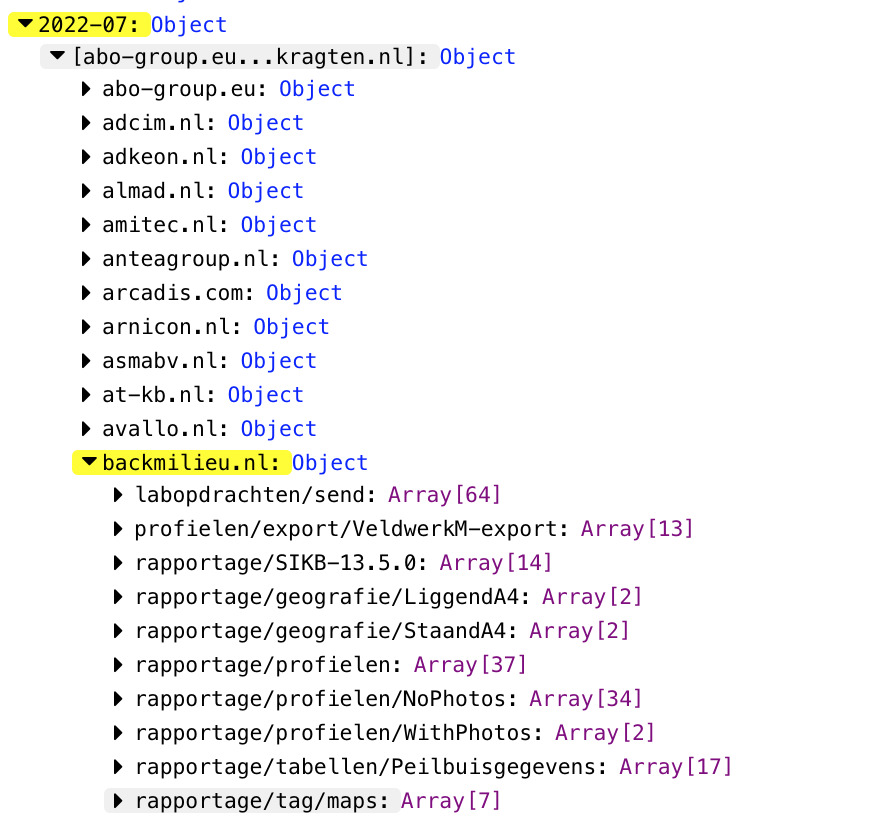 2022-07: Object
[abo-group.eu...kragten.nl]: Object
abo-group.eu: Object
adcim.nl: Object
adkeon.nl: Object
almad.nl: Object
amitec.nl: Object
anteagroup.nl: Object
arcadis.com: Object
arnicon.nl: Object
asmabv.nl: Object
at-kb.nl: Object
avallo.nl: Object
backmilieu.nl: Object
labopdrachten/send: Array[64]
profielen/export/VeldwerkM-export: Array[13]
rapportage/SIKB-13.5.0: Array[14]
rapportage/geografie/LiggendA4: Array[2]
rapportage/geografie/StaandA4: Array[2]
rapportage/profielen: Array[37]
rapportage/profielen/NoPhotos: Array[34]
rapportage/profielen/WithPhotos: Array[2]
rapportage/tabellen/Peilbuisgegevens: Array[17]
rapportage/tag/maps: Array[7]